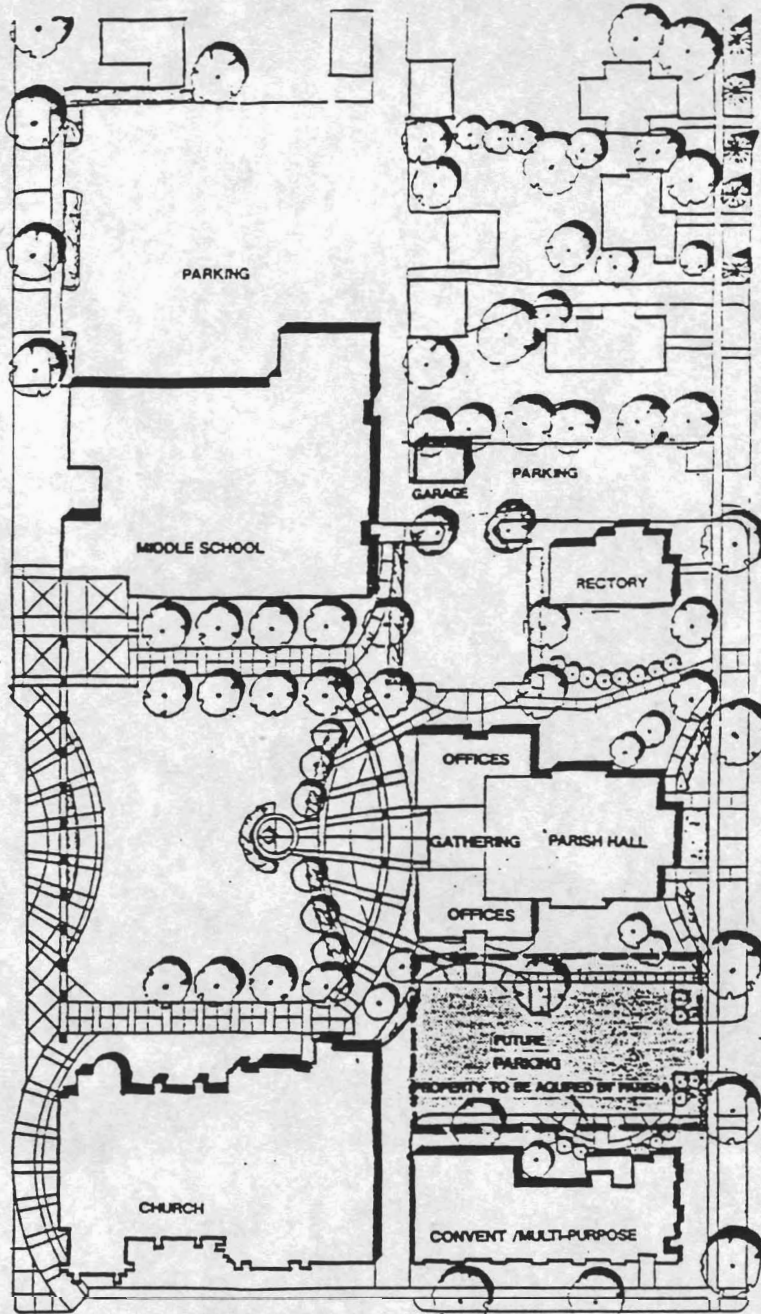 PARKING
PARKING
GARAGE
MIDDLE SCHOOL
RECTORY
OFFICES
GATHERING
PARISH HALL
OFFICES
FUTURE
PARKING
(PROPERTY TO BE AQUIRED BY PARISH)
CHURCH
CONVENT / MULTI-PURPOSE